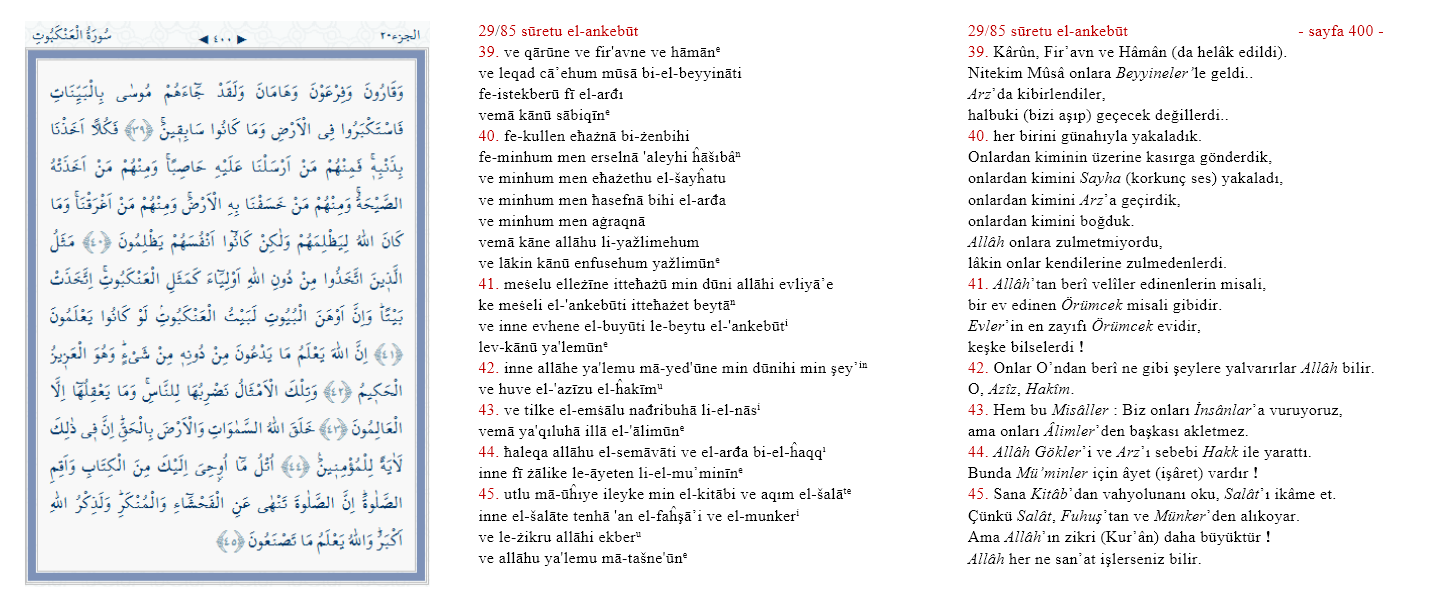 سُورَةُ الْعَنْكَبُوتِ
◄ ٤٠٠ ►
الجزء ٢٠
وَقَارُونَ وَفِرْعَوْنَ وَهَامَانَ وَلَقَدْ جَٓاءَهُمْ مُوسٰى بِالْبَيِّنَاتِ
فَاسْتَكْبَرُوا فِى الْاَرْضِ وَمَا كَانُوا سَابِقٖينَۚ ﴿٣٩﴾ فَكُلًّا اَخَذْنَا
بِذَنْبِهٖۚ فَمِنْهُمْ مَنْ اَرْسَلْنَا عَلَيْهِ حَاصِبًاۚ وَمِنْهُمْ مَنْ اَخَذَتْهُ
الصَّيْحَةُۚ وَمِنْهُمْ مَنْ خَسَفْنَا بِهِ الْاَرْضَۚ وَمِنْهُمْ مَنْ اَغْرَقْنَاۚ وَمَا
كَانَ اللّٰهُ لِيَظْلِمَهُمْ وَلٰكِنْ كَانُٓوا اَنْفُسَهُمْ يَظْلِمُونَ ﴿٤٠﴾ مَثَلُ
الَّذٖينَ اتَّخَذُوا مِنْ دُونِ اللّٰهِ اَوْلِيَٓاءَ كَمَثَلِ الْعَنْكَبُوتِۚ اِتَّخَذَتْ
بَيْتًاۜ وَاِنَّ اَوْهَنَ الْبُيُوتِ لَبَيْتُ الْعَنْكَبُوتِۘ لَوْ كَانُوا يَعْلَمُونَ
﴿٤١﴾ اِنَّ اللّٰهَ يَعْلَمُ مَا يَدْعُونَ مِنْ دُونِهٖ مِنْ شَیْءٍۜ وَهُوَ الْعَزٖيزُ
الْحَكٖيمُ ﴿٤٢﴾ وَتِلْكَ الْاَمْثَالُ نَضْرِبُهَا لِلنَّاسِۚ وَمَا يَعْقِلُهَٓا اِلَّا
الْعَالِمُونَ ﴿٤٣﴾ خَلَقَ اللّٰهُ السَّمٰوَاتِ وَالْاَرْضَ بِالْحَقِّۜ اِنَّ فٖى ذٰلِكَ
لَاٰيَةً لِلْمُؤْمِنٖينَۚ ﴿٤٤﴾ اُتْلُ مَٓا اُوحِىَ اِلَيْكَ مِنَ الْكِتَابِ وَاَقِمِ
الصَّلٰوةَۜ اِنَّ الصَّلٰوةَ تَنْهٰى عَنِ الْفَحْشَٓاءِ وَالْمُنْكَرِۜ وَلَذِكْرُ اللّٰهِ
اَكْبَرُۜ وَاللّٰهُ يَعْلَمُ مَا تَصْنَعُونَ ﴿٤٥﴾
29/85 sūretu el-ankebūt
39. ve qārūne ve fir'avne ve hāmānᵉ
ve leqad cā’ehum mūsā bi-el-beyyināti
fe-istekberū fī el-arđı
vemā kānū sābiqīnᵉ
40. fe-kullen eħażnā bi-żenbihi
fe-minhum men erselnā 'aleyhi ĥāšıbâⁿ
ve minhum men eħażethu el-šayĥatu
ve minhum men ħasefnā bihi el-arđa
ve minhum men aġraqnā
vemā kāne allāhu li-yažlimehum
ve lākin kānū enfusehum yažlimūnᵉ
41. meśelu elleżīne itteħażū min dūni allāhi evliyā’e
ke meśeli el-'ankebūti itteħażet beytāⁿ
ve inne evhene el-buyūti le-beytu el-'ankebūtⁱ
lev-kānū ya'lemūnᵉ
42. inne allāhe ya'lemu mā-yed'ūne min dūnihi min şey’ⁱⁿ
ve huve el-'azīzu el-ĥakīmᵘ
43. ve tilke el-emśālu nađribuhā li-el-nāsⁱ
vemā ya'qıluhā illā el-'ālimūnᵉ
44. ħaleqa allāhu el-semāvāti ve el-arđa bi-el-ĥaqqⁱ
inne fī żālike le-āyeten li-el-mu’minīnᵉ
45. utlu mā-ūĥıye ileyke min el-kitābi ve aqım el-šalāᵗᵉ
inne el-šalāte tenhā 'an el-faĥşā’i ve el-munkerⁱ
ve le-żikru allāhi ekberᵘ
ve allāhu ya'lemu mā-tašne'ūnᵉ
29/85 sūretu el-ankebūt - sayfa 400 -
39. Kârûn, Fir’avn ve Hâmân (da helâk edildi).
Nitekim Mûsâ onlara Beyyineler’le geldi..
Arz’da kibirlendiler,
halbuki (bizi aşıp) geçecek değillerdi..
40. her birini günahıyla yakaladık.
Onlardan kiminin üzerine kasırga gönderdik,
onlardan kimini Sayha (korkunç ses) yakaladı,
onlardan kimini Arz’a geçirdik,
onlardan kimini boğduk.
Allâh onlara zulmetmiyordu,
lâkin onlar kendilerine zulmedenlerdi.
41. Allâh’tan berî velîler edinenlerin misali,
bir ev edinen Örümcek misali gibidir.
Evler’in en zayıfı Örümcek evidir,
keşke bilselerdi !
42. Onlar O’ndan berî ne gibi şeylere yalvarırlar Allâh bilir.
O, Azîz, Hakîm.
43. Hem bu Misâller : Biz onları İnsânlar’a vuruyoruz,
ama onları Âlimler’den başkası akletmez.
44. Allâh Gökler’i ve Arz’ı sebebi Hakk ile yarattı.
Bunda Mü’minler için âyet (işâret) vardır !
45. Sana Kitâb’dan vahyolunanı oku, Salât’ı ikâme et.
Çünkü Salât, Fuhuş’tan ve Münker’den alıkoyar.
Ama Allâh’ın zikri (Kur’ân) daha büyüktür !
Allâh her ne san’at işlerseniz bilir.